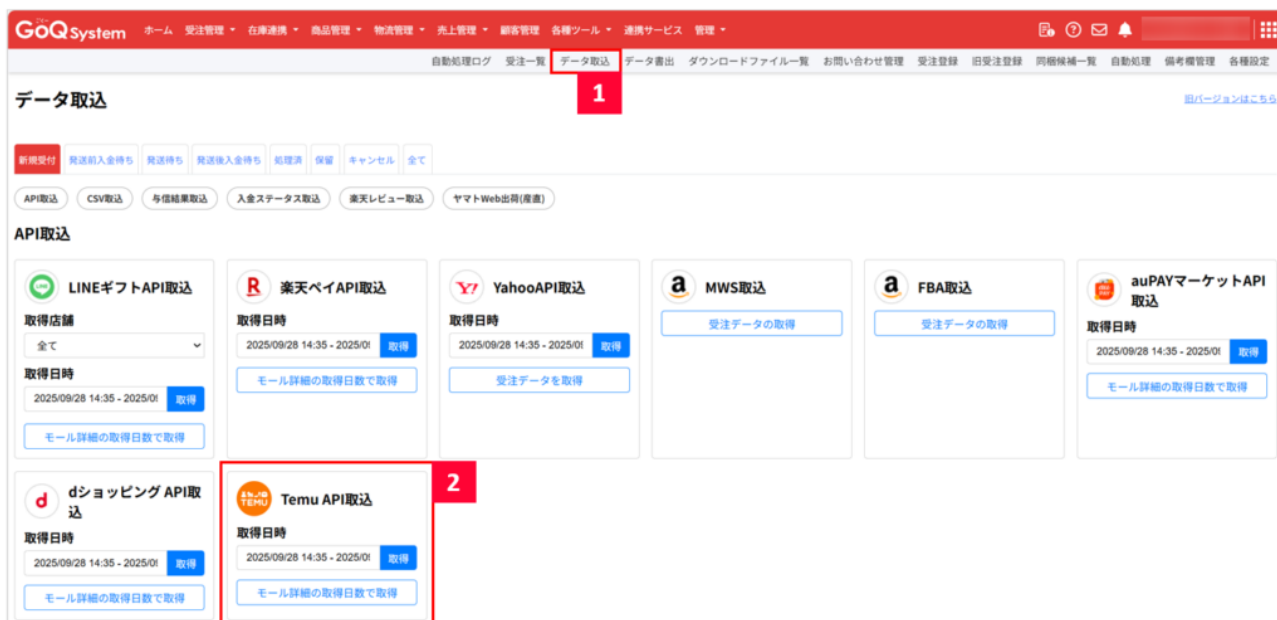 GoQSystem ホーム 受注管理 在庫連携 商品管理 物流管理 売上管理 顧客管理 各種ツール 連携サービス 管理
自動処理ログ 受注一覧 データ取込 データ書出 ダウンロードファイル一覧 お問い合わせ管理 受注登録 旧受注登録 同梱候補一覧 自動処理 備考欄管理 各種設定
1
データ取込
旧バージョンはこちら
新規受付 発送前入金待ち 発送待ち 発送後入金待ち 処理済 保留 キャンセル 全て
API取込 CSV取込 与信結果取込 入金ステータス取込 楽天レビュー取込 ヤマトWeb出荷(産直)
API取込
LINE
LINEギフトAPI取込
取得店舗
全て
取得日時
2025/09/28 14:35 - 2025/09
取得
モール詳細の取得日数で取得
R
楽天ペイAPI取込
取得日時
2025/09/28 14:35 - 2025/09
取得
モール詳細の取得日数で取得
Y!
YahooAPI取込
取得日時
2025/09/28 14:35 - 2025/09
取得
受注データを取得
a
MWS取込
受注データの取得
a
FBA取込
受注データの取得
au PAY
auPAYマーケットAPI
取込
取得日時
2025/09/28 14:35 - 2025/09
取得
モール詳細の取得日数で取得
d
dショッピング API取
込
取得日時
2025/09/28 14:35 - 2025/09
取得
モール詳細の取得日数で取得
2
TEMU
Temu API取込
取得日時
2025/09/28 14:35 - 2025/09
取得
モール詳細の取得日数で取得